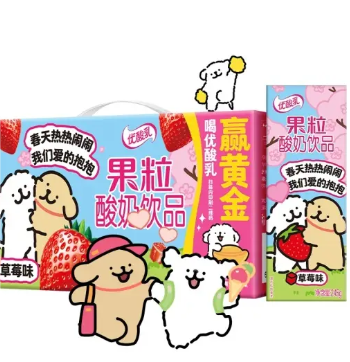 优酸乳
春天热热闹闹
我们爱的抱抱
果粒
酸奶饮品
草莓味
喝优酸乳
赢黄金
优酸乳
果粒
酸奶饮品
春天热热闹闹
我们爱的抱抱
草莓味